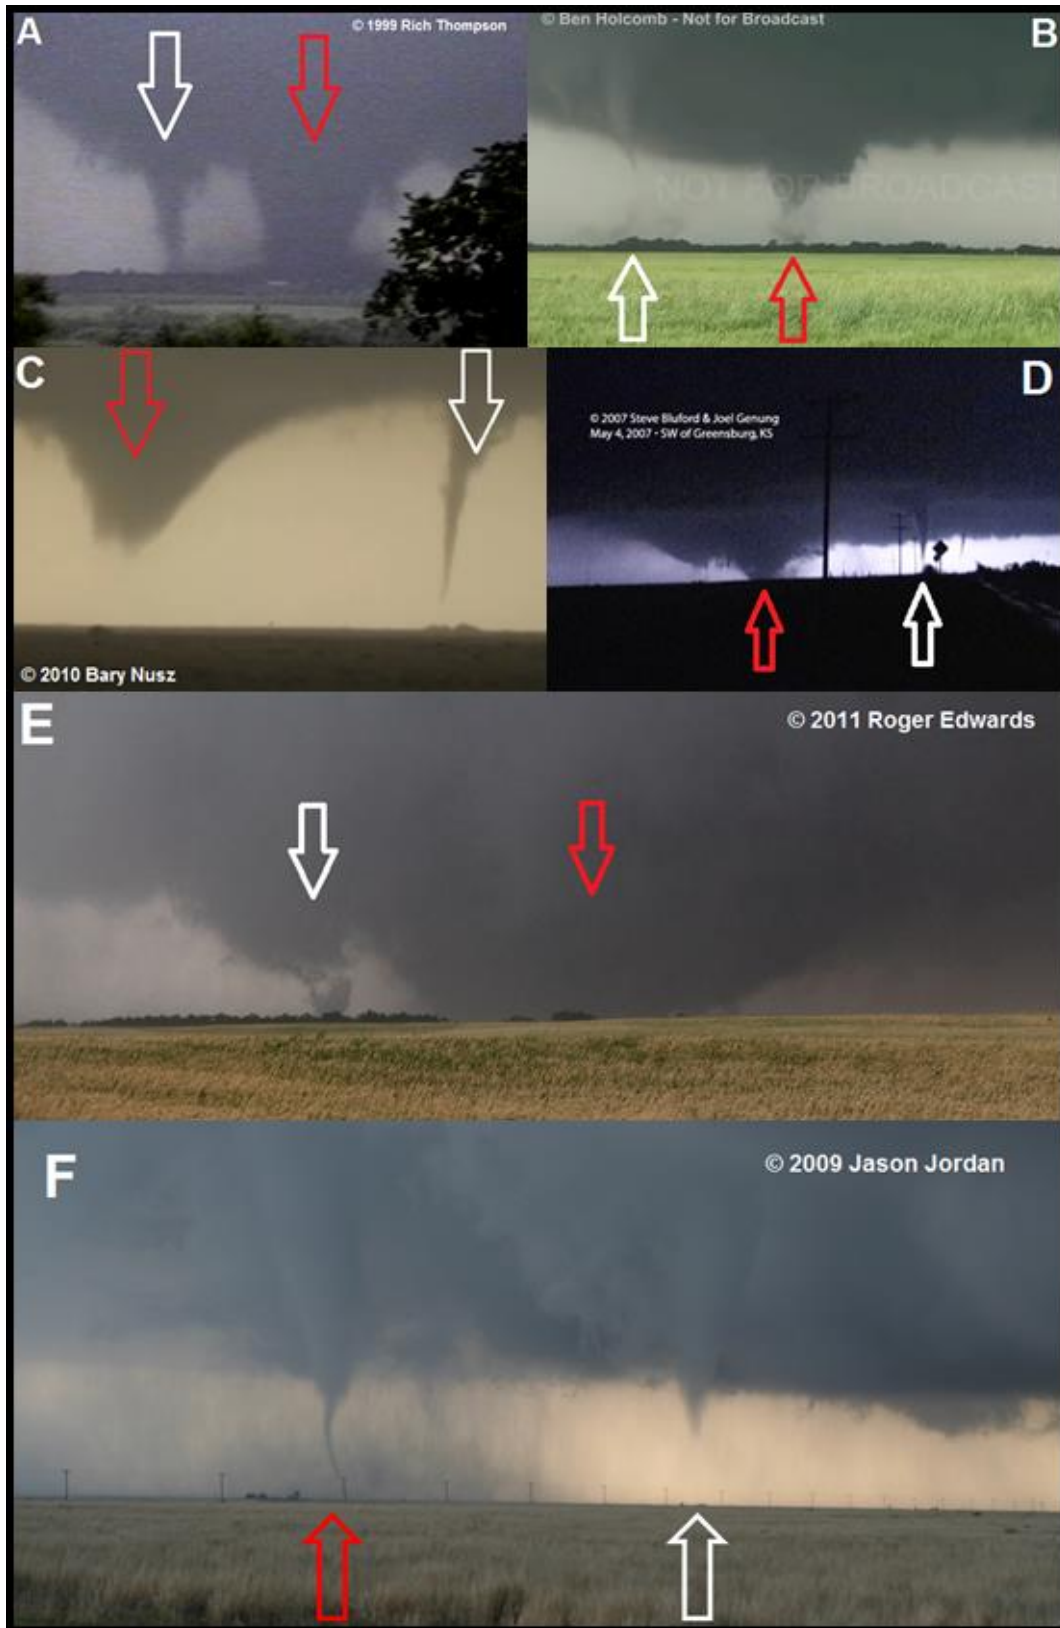 A
© 1999 Rich Thompson
© Ben Holcomb - Not for Broadcast
B
NOT FOR BROADCAST
C
D
© 2007 Steve Bluford & Joel Genung
May 4, 2007 - SW of Greensburg, KS
© 2010 Bary Nusz
E
© 2011 Roger Edwards
F
© 2009 Jason Jordan